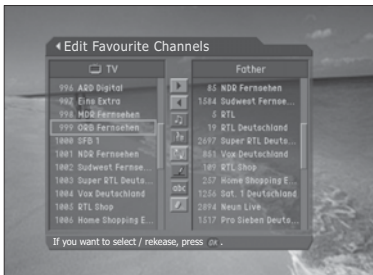 Edit Favourite Channels
TV
996 ARD Digital
997 Eins Extra
998 MDR Fernsehen
999 ORB Fernsehen
1000 SFB 1
1001 NDR Fernsehen
1002 Sudwest Fernse...
1003 Super RTL Deuts...
1004 Vox Deutschland
1005 RTL Shop
1006 Home Shopping E...
abc
Father
85 NDR Fernsehen
1584 Sudwest Fernse...
5 RTL
19 RTL Deutschland
2697 Super RTL Deuts...
851 Vox Deutschland
109 RTL Shop
257 Home Shopping E...
1256 Sat. 1 Deutschland
2894 Neun Live
1517 Pro Sieben Deuts...
If you want to select / rekease, press OK .